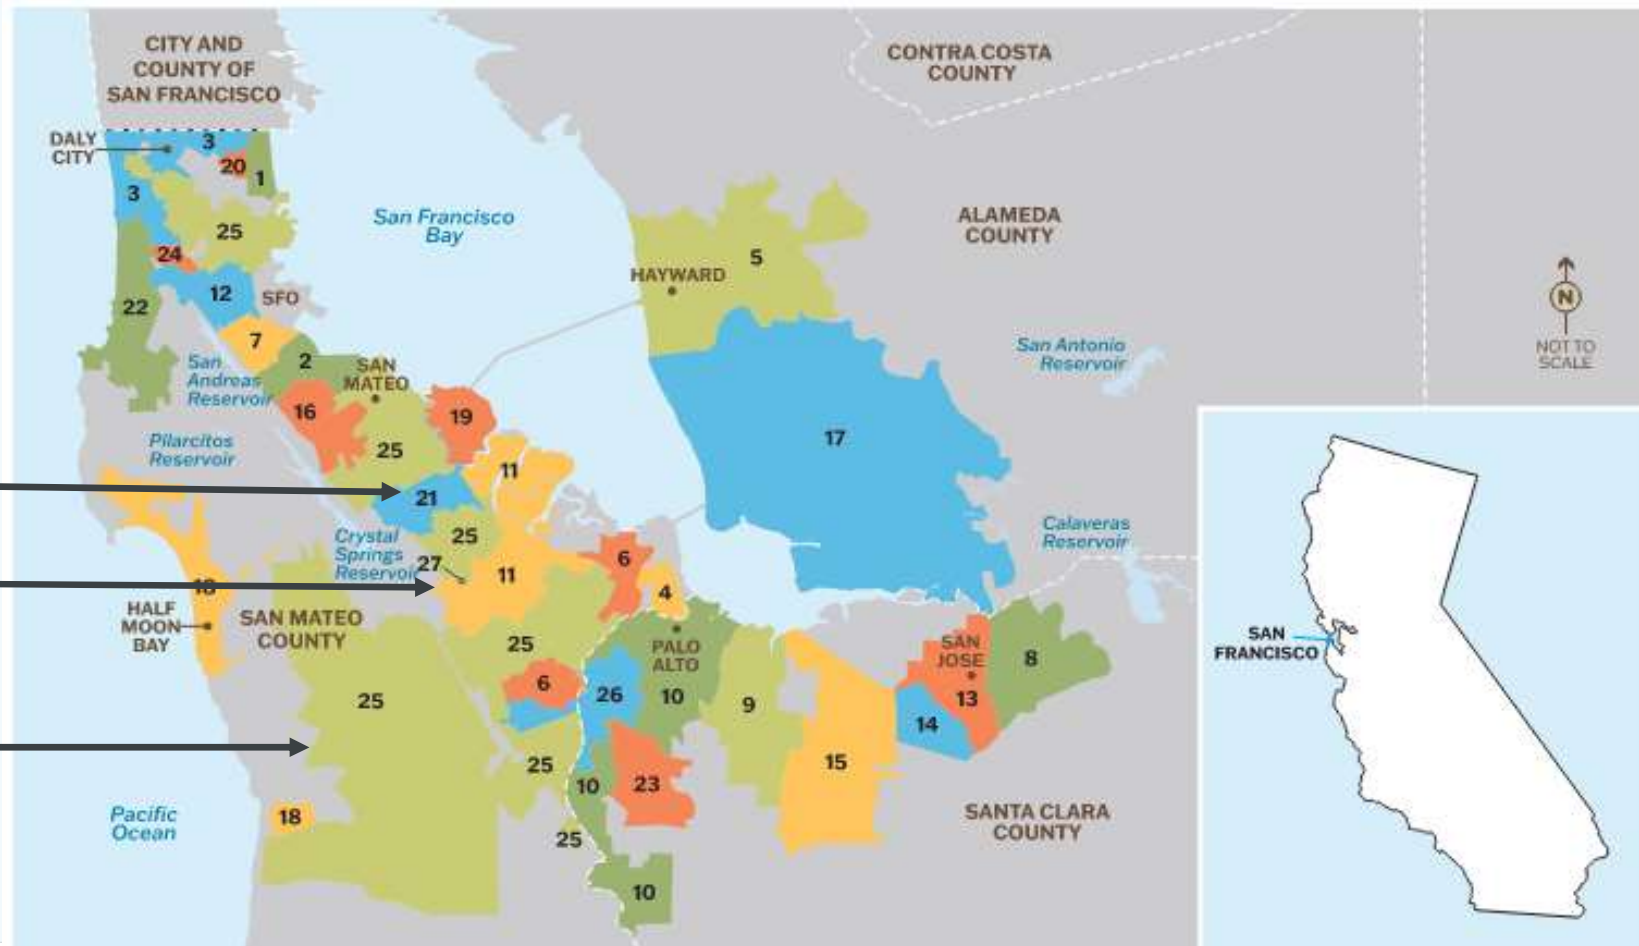 CITY AND
COUNTY OF
SAN FRANCISCO
CONTRA COSTA
COUNTY
DALY
CITY
3
20
1
3
25
24
12
SFO
22
7
2
San Francisco
Bay
ALAMEDA
COUNTY
5
HAYWARD
N
NOT TO
SCALE
San Antonio
Reservoir
San
Andreas
Reservoir
SAN
MATEO
16
19
25
17
Pilarcitos
Reservoir
11
21
25
Crystal
Springs
Reservoir
27
11
6
4
Calaveras
Reservoir
18
HALF
MOON
BAY
SAN MATEO
COUNTY
25
PALO
ALTO
SAN
JOSE
8
SAN
FRANCISCO
25
6
26
10
9
13
14
15
25
10
23
18
Pacific
Ocean
25
10
SANTA CLARA
COUNTY